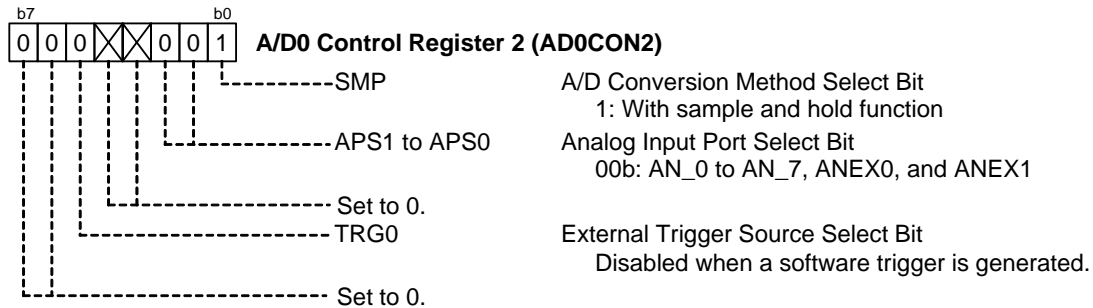 b7 b0
0 0 0 X X 0 0 1 A/D0 Control Register 2 (AD0CON2)
SMP A/D Conversion Method Select Bit
1: With sample and hold function
APS1 to APS0 Analog Input Port Select Bit
00b: AN_0 to AN_7, ANEX0, and ANEX1
Set to 0.
TRG0 External Trigger Source Select Bit
Disabled when a software trigger is generated.
Set to 0.